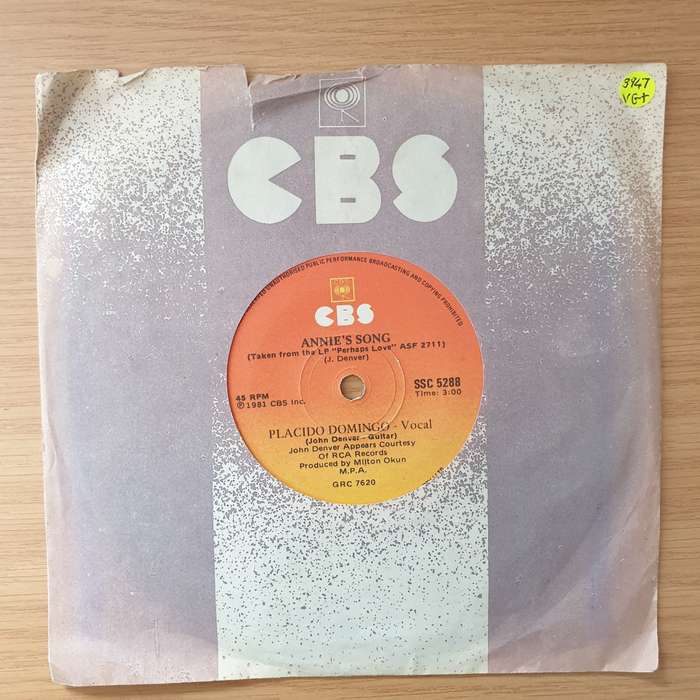 3947
VG+
CBS
UNAUTHORISED PUBLIC PERFORMANCE BROADCASTING AND COPYING PROHIBITED
CBS
ANNIE'S SONG
(Taken from the LP "Perhaps Love" ASF 2711)
(J. Denver)
45 RPM
SSC 5288
℗1981 CBS Inc.
Time: 3:00
PLACIDO DOMINGO - Vocal
(John Denver - Guitar)
John Denver Appears Courtesy
Of RCA Records
Produced by Milton Okun
M.P.A.
GRC 7620